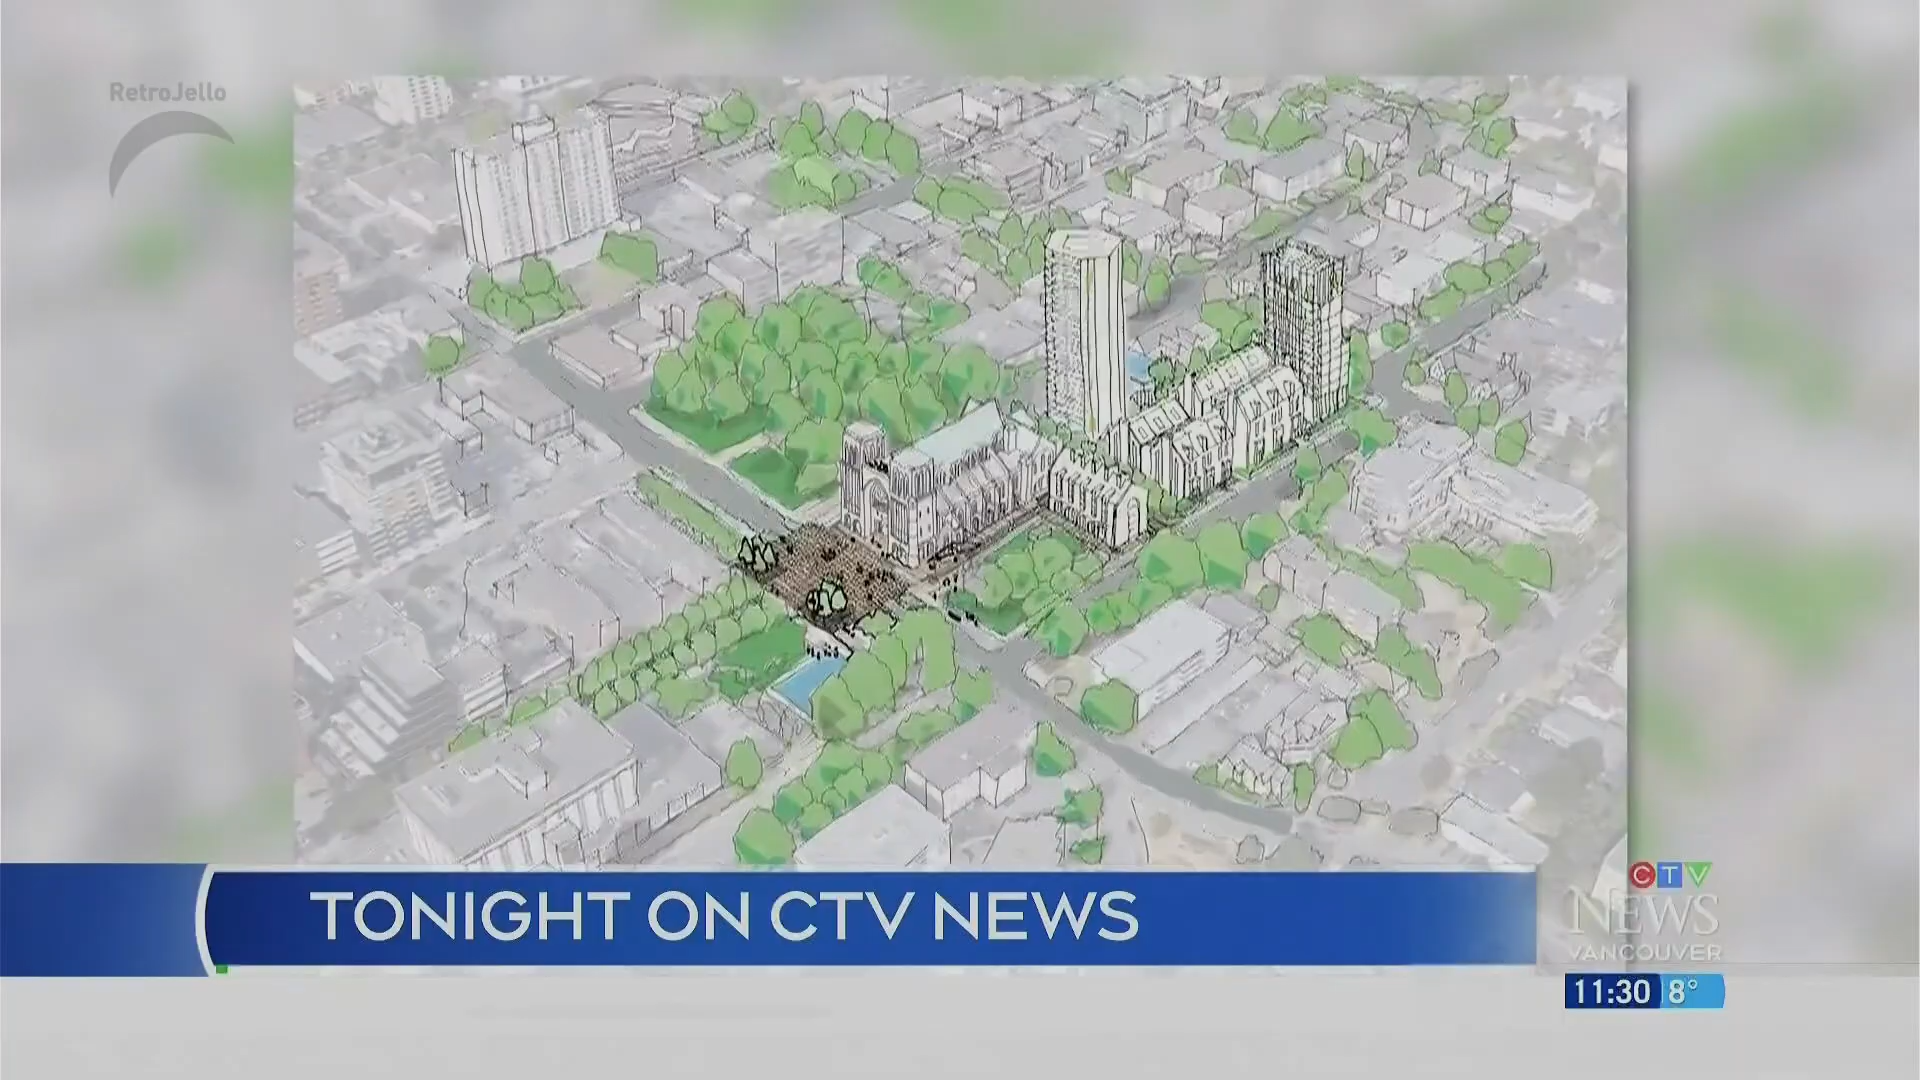 RetroJello
TONIGHT ON CTV NEWS
CTV
NEWS
VANCOUVER
11:30 8°